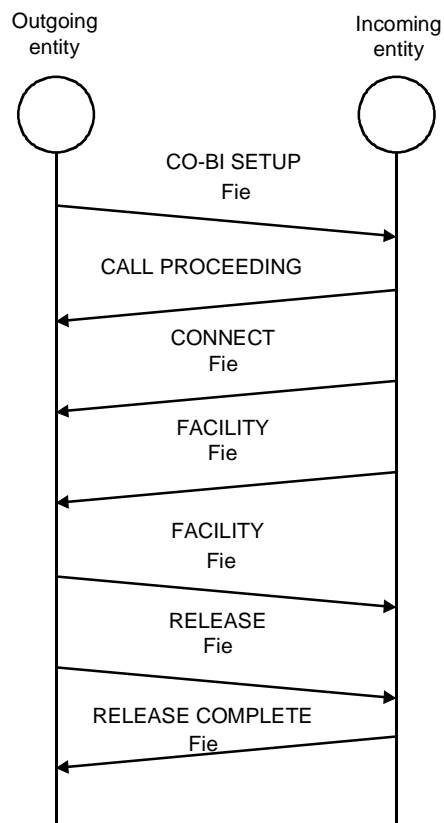 Outgoing
entity
Incoming
entity
CO-BI SETUP
Fie
CALL PROCEEDING
CONNECT
Fie
FACILITY
Fie
FACILITY
Fie
RELEASE
Fie
RELEASE COMPLETE
Fie